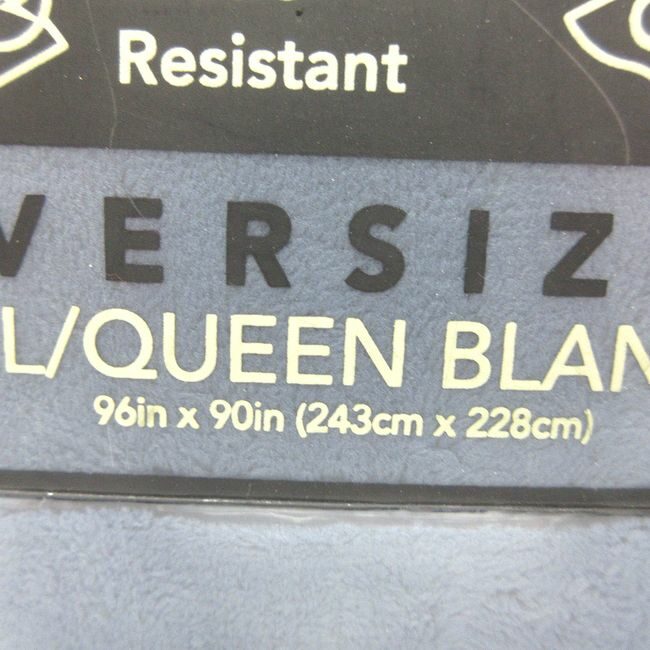 Resistant
VERSIZ
L/QUEEN BLAN
96in x 90in (243cm x 228cm)